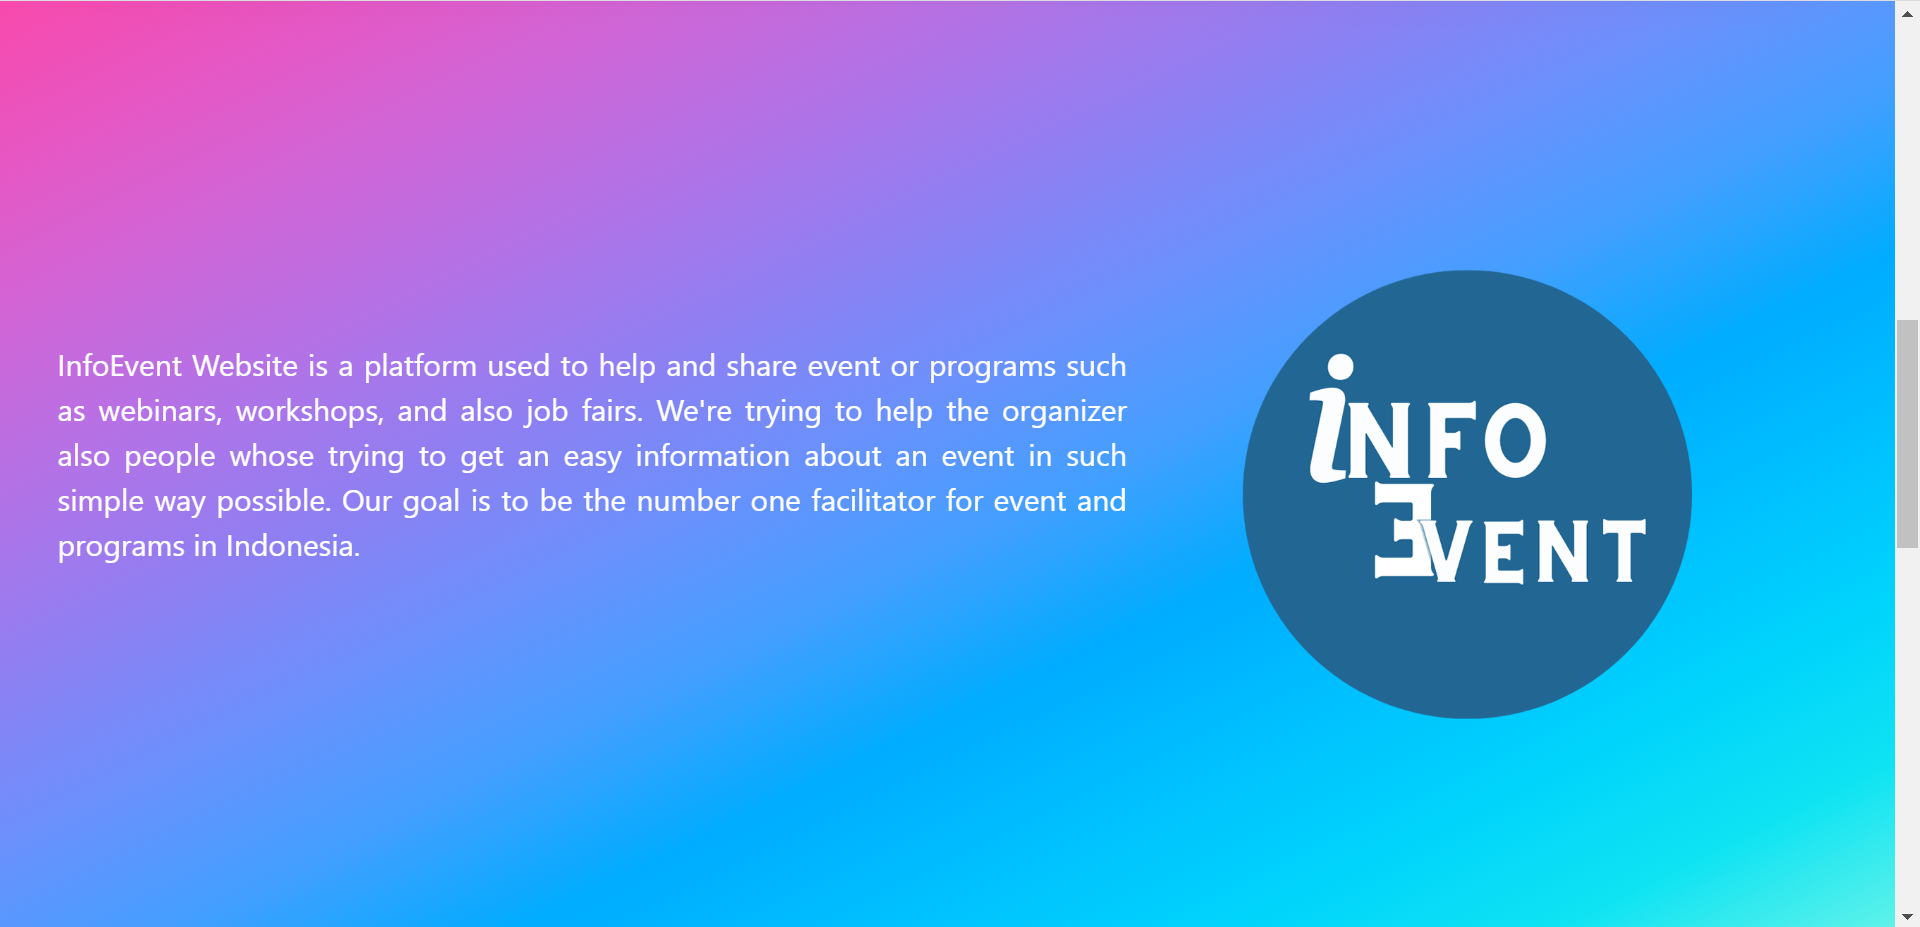 InfoEvent Website is a platform used to help and share event or programs such
as webinars, workshops, and also job fairs. We're trying to help the organizer
also people whose trying to get an easy information about an event in such
simple way possible. Our goal is to be the number one facilitator for event and
programs in Indonesia.
iNFO
EVENT